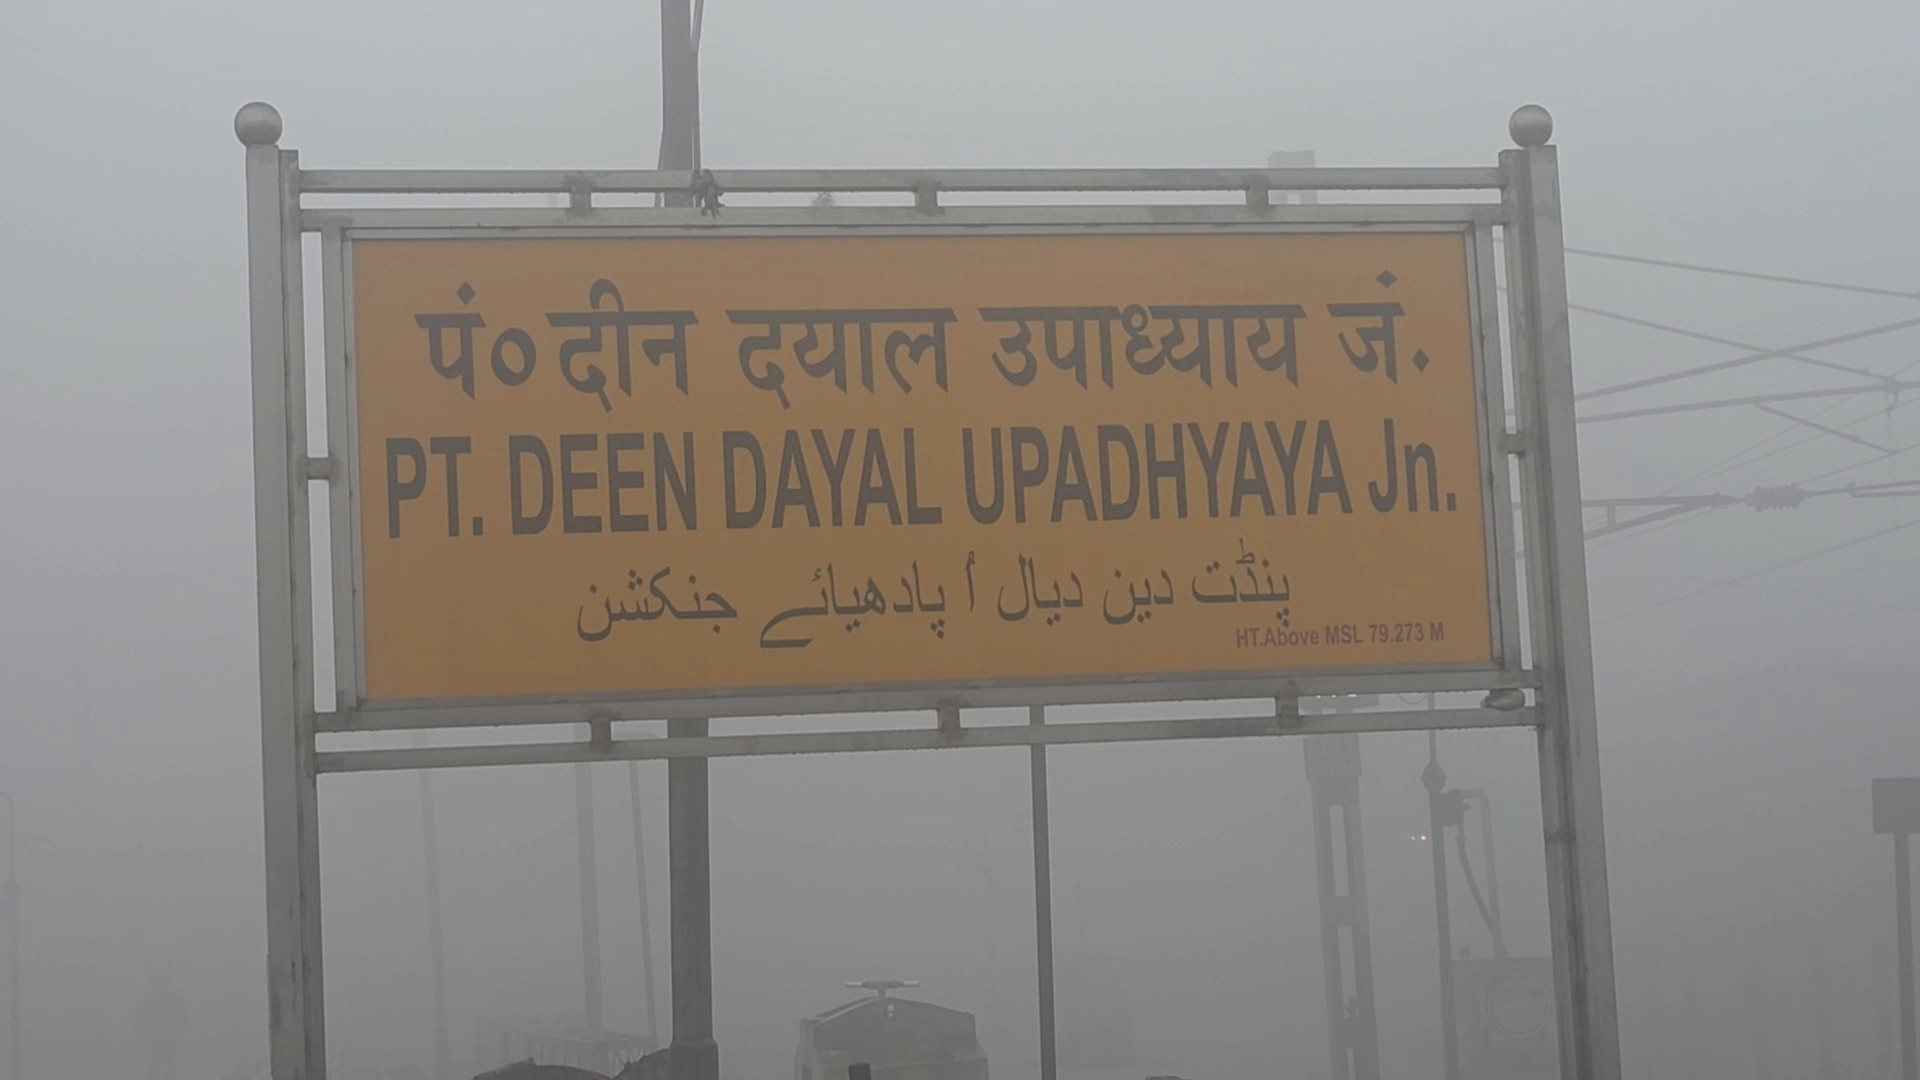 पं० दीन दयाल उपाध्याय जं.
PT. DEEN DAYAL UPADHYAYA Jn.
پنڈت دین دیال اُ پادھیائے جنکشن
HT.Above MSL 79.273 M